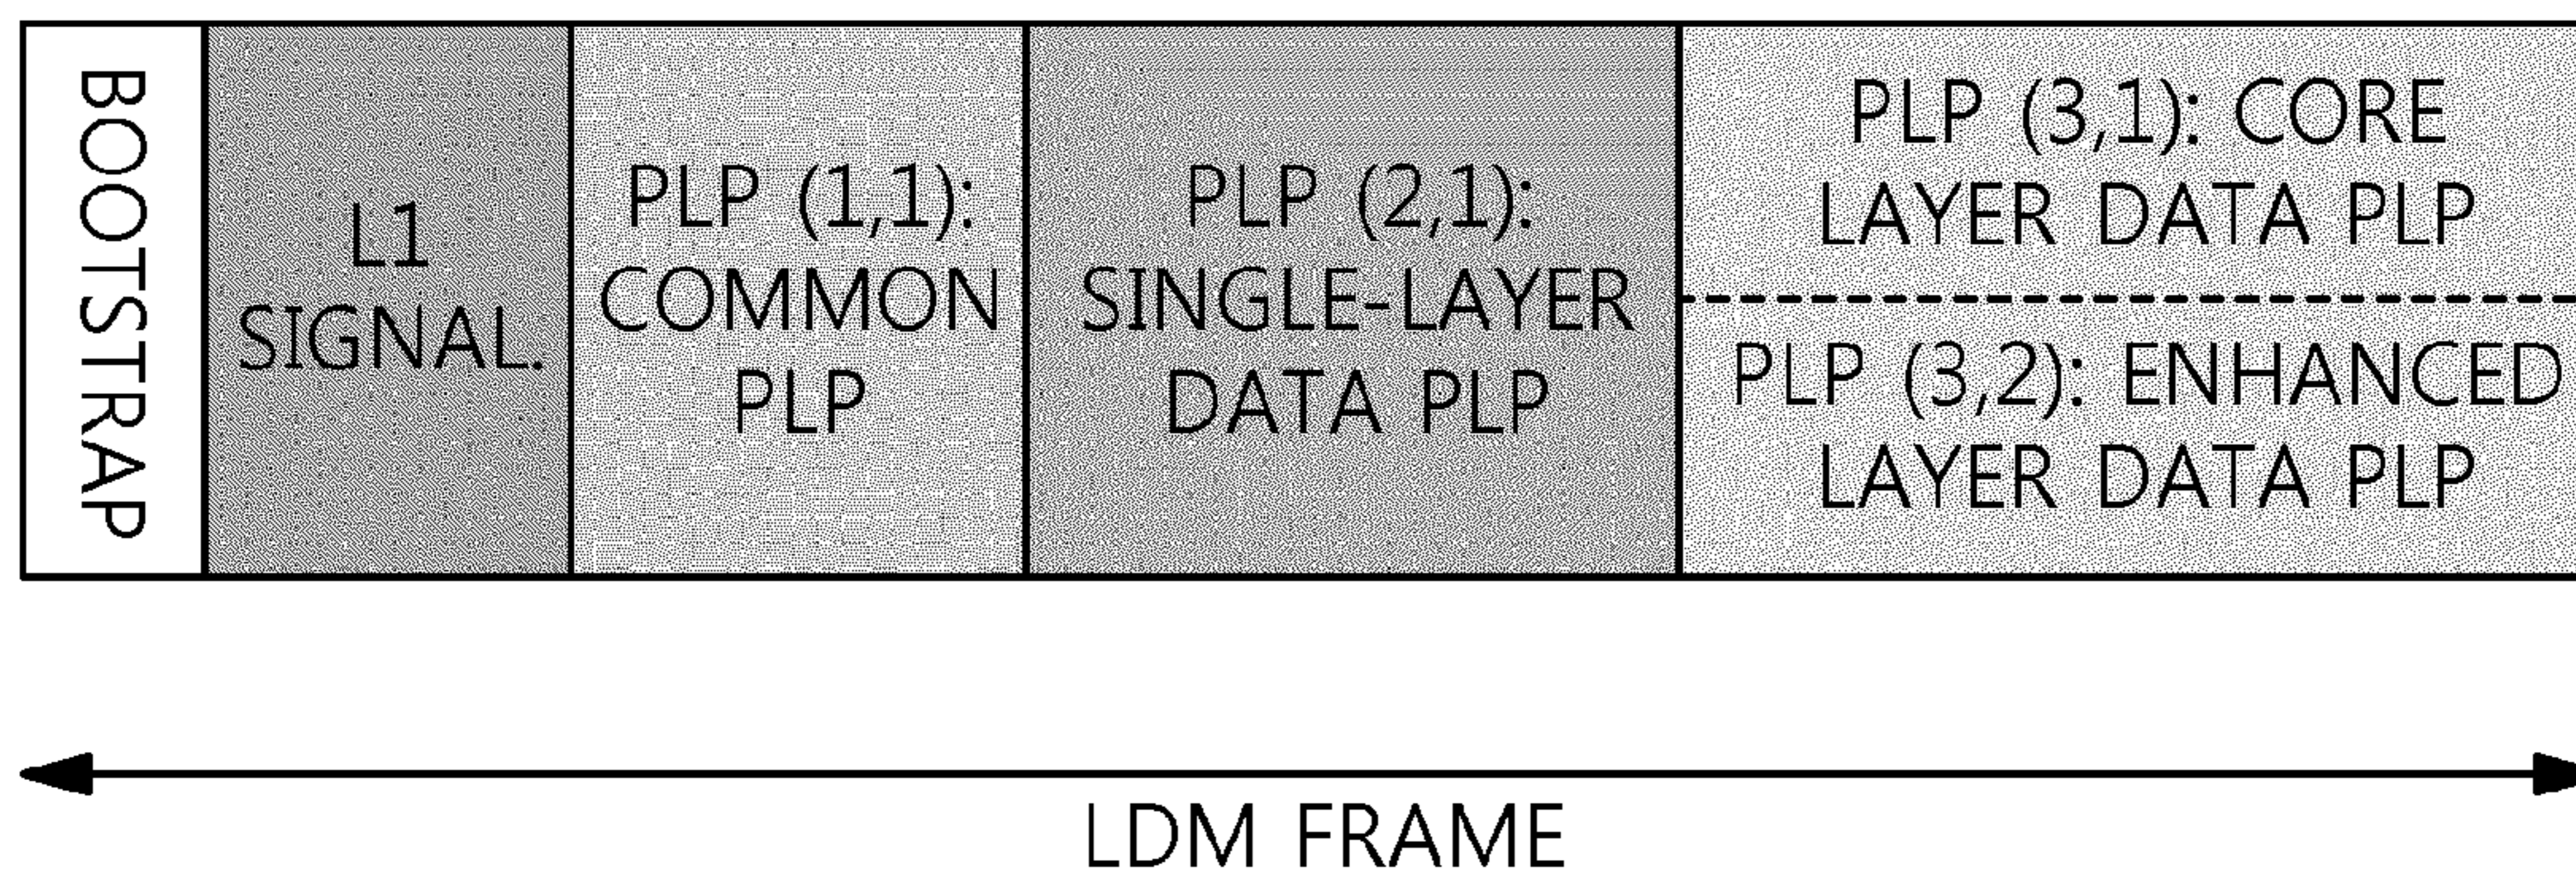 BOOTSTRAP
L1
SIGNAL.
PLP (1,1):
COMMON
PLP
PLP (2,1):
SINGLE-LAYER
DATA PLP
PLP (3,1): CORE
LAYER DATA PLP
PLP (3,2): ENHANCED
LAYER DATA PLP
LDM FRAME